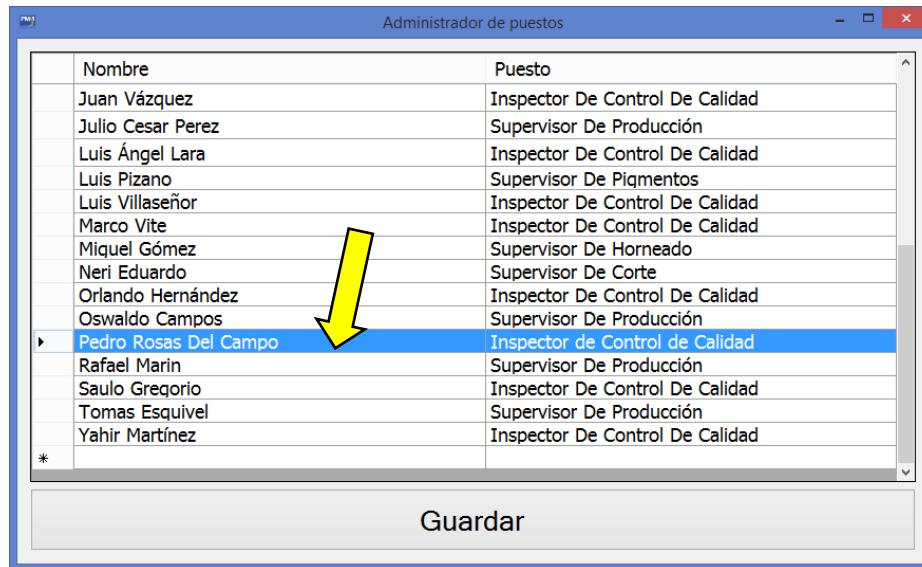 Administrador de puestos
Nombre Puesto
Juan Vázquez Inspector De Control De Calidad
Julio Cesar Perez Supervisor De Producción
Luis Ángel Lara Inspector De Control De Calidad
Luis Pizano Supervisor De Pigmentos
Luis Villaseñor Inspector De Control De Calidad
Marco Vite Inspector De Control De Calidad
Miguel Gómez Supervisor De Horneado
Neri Eduardo Supervisor De Corte
Orlando Hernández Inspector De Control De Calidad
Oswaldo Campos Supervisor De Producción
Pedro Rosas Del Campo Inspector de Control de Calidad
Rafael Marin Supervisor De Producción
Saulo Gregorio Inspector De Control De Calidad
Tomas Esquivel Supervisor De Producción
Yahir Martínez Inspector De Control De Calidad
*
Guardar